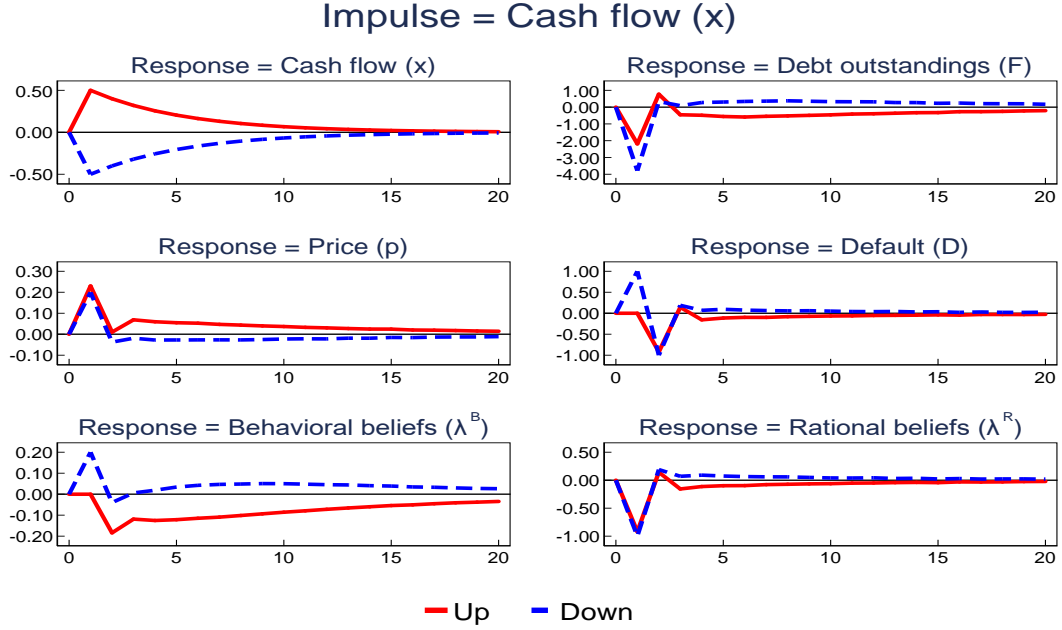 Impulse = Cash flow (x)
Response = Cash flow (x)
0.50
0.00
-0.50
0 5 10 15 20
Response = Debt outstandings (F)
1.00
0.00
-1.00
-2.00
-3.00
-4.00
0 5 10 15 20
Response = Price (p)
0.30
0.20
0.10
0.00
-0.10
0 5 10 15 20
Response = Default (D)
1.00
0.50
0.00
-0.50
-1.00
0 5 10 15 20
Response = Behavioral beliefs (λ^B)
0.20
0.10
0.00
-0.10
-0.20
0 5 10 15 20
Response = Rational beliefs (λ^R)
0.50
0.00
-0.50
-1.00
0 5 10 15 20
Up Down